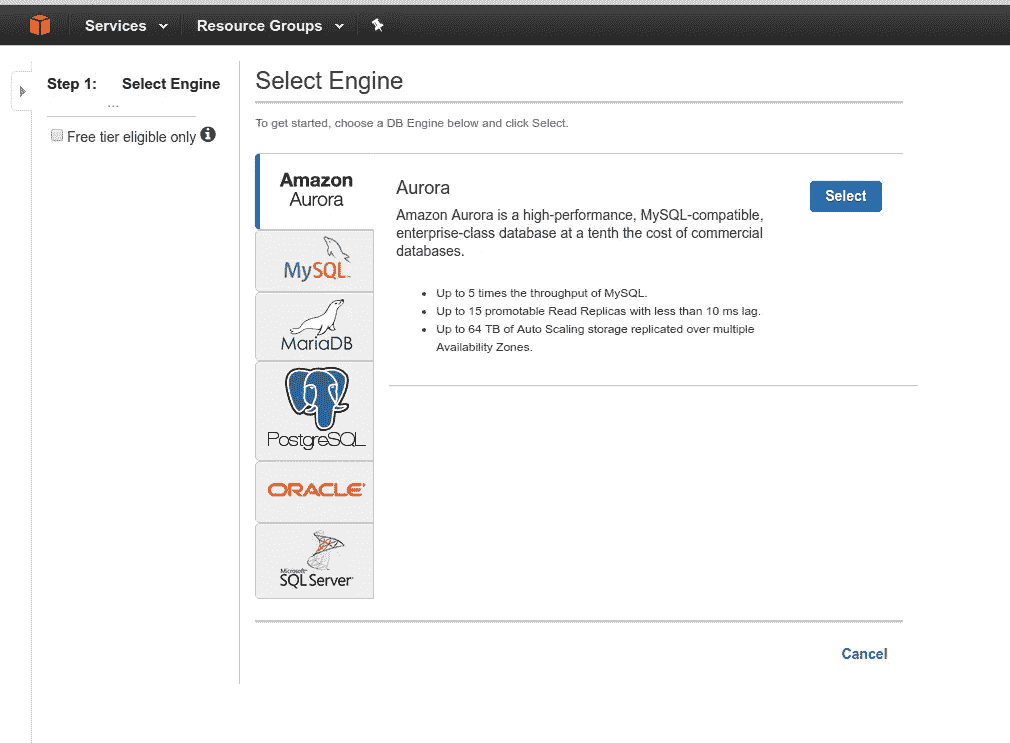 Services Resource Groups
Step 1: Select Engine
...
Free tier eligible only
Select Engine
To get started, choose a DB Engine below and click Select.
Amazon
Aurora
MySQL™
MariaDB
PostgreSQL
ORACLE
Microsoft
SQL Server
Aurora
Select
Amazon Aurora is a high-performance, MySQL-compatible,
enterprise-class database at a tenth the cost of commercial
databases.
• Up to 5 times the throughput of MySQL.
• Up to 15 promotable Read Replicas with less than 10 ms lag.
• Up to 64 TB of Auto Scaling storage replicated over multiple
Availability Zones.
Cancel